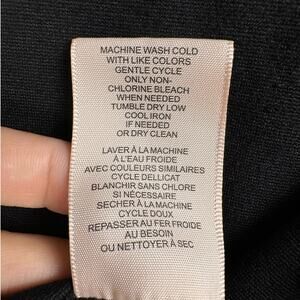 MACHINE WASH COLD
WITH LIKE COLORS
GENTLE CYCLE
ONLY NON-
CHLORINE BLEACH
WHEN NEEDED
TUMBLE DRY LOW
COOL IRON
IF NEEDED
OR DRY CLEAN
LAVER À LA MACHINE
À L'EAU FROIDE
AVEC COULEURS SIMILAIRES
CYCLE DELICAT
BLANCHIR SANS CHLORE
SI NÉCESSAIRE
SECHER À LA MACHINE
CYCLE DOUX
REPASSER AU FER FROIDE
AU BESOIN
OU NETTOYER À SEC